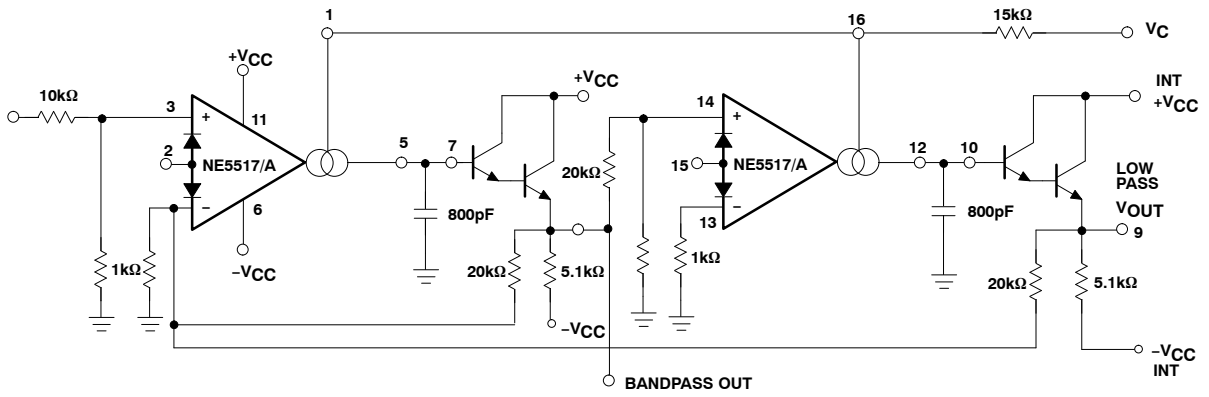 1
16
15kΩ
VC
+VCC
10kΩ
3
+
11
2
NE5517/A
−
6
−VCC
1kΩ
5
7
800pF
+VCC
20kΩ
20kΩ
5.1kΩ
−VCC
BANDPASS OUT
14
+
15
NE5517/A
−
13
1kΩ
12
10
800pF
INT
+VCC
LOW
PASS
VOUT
9
20kΩ
5.1kΩ
−VCC
INT